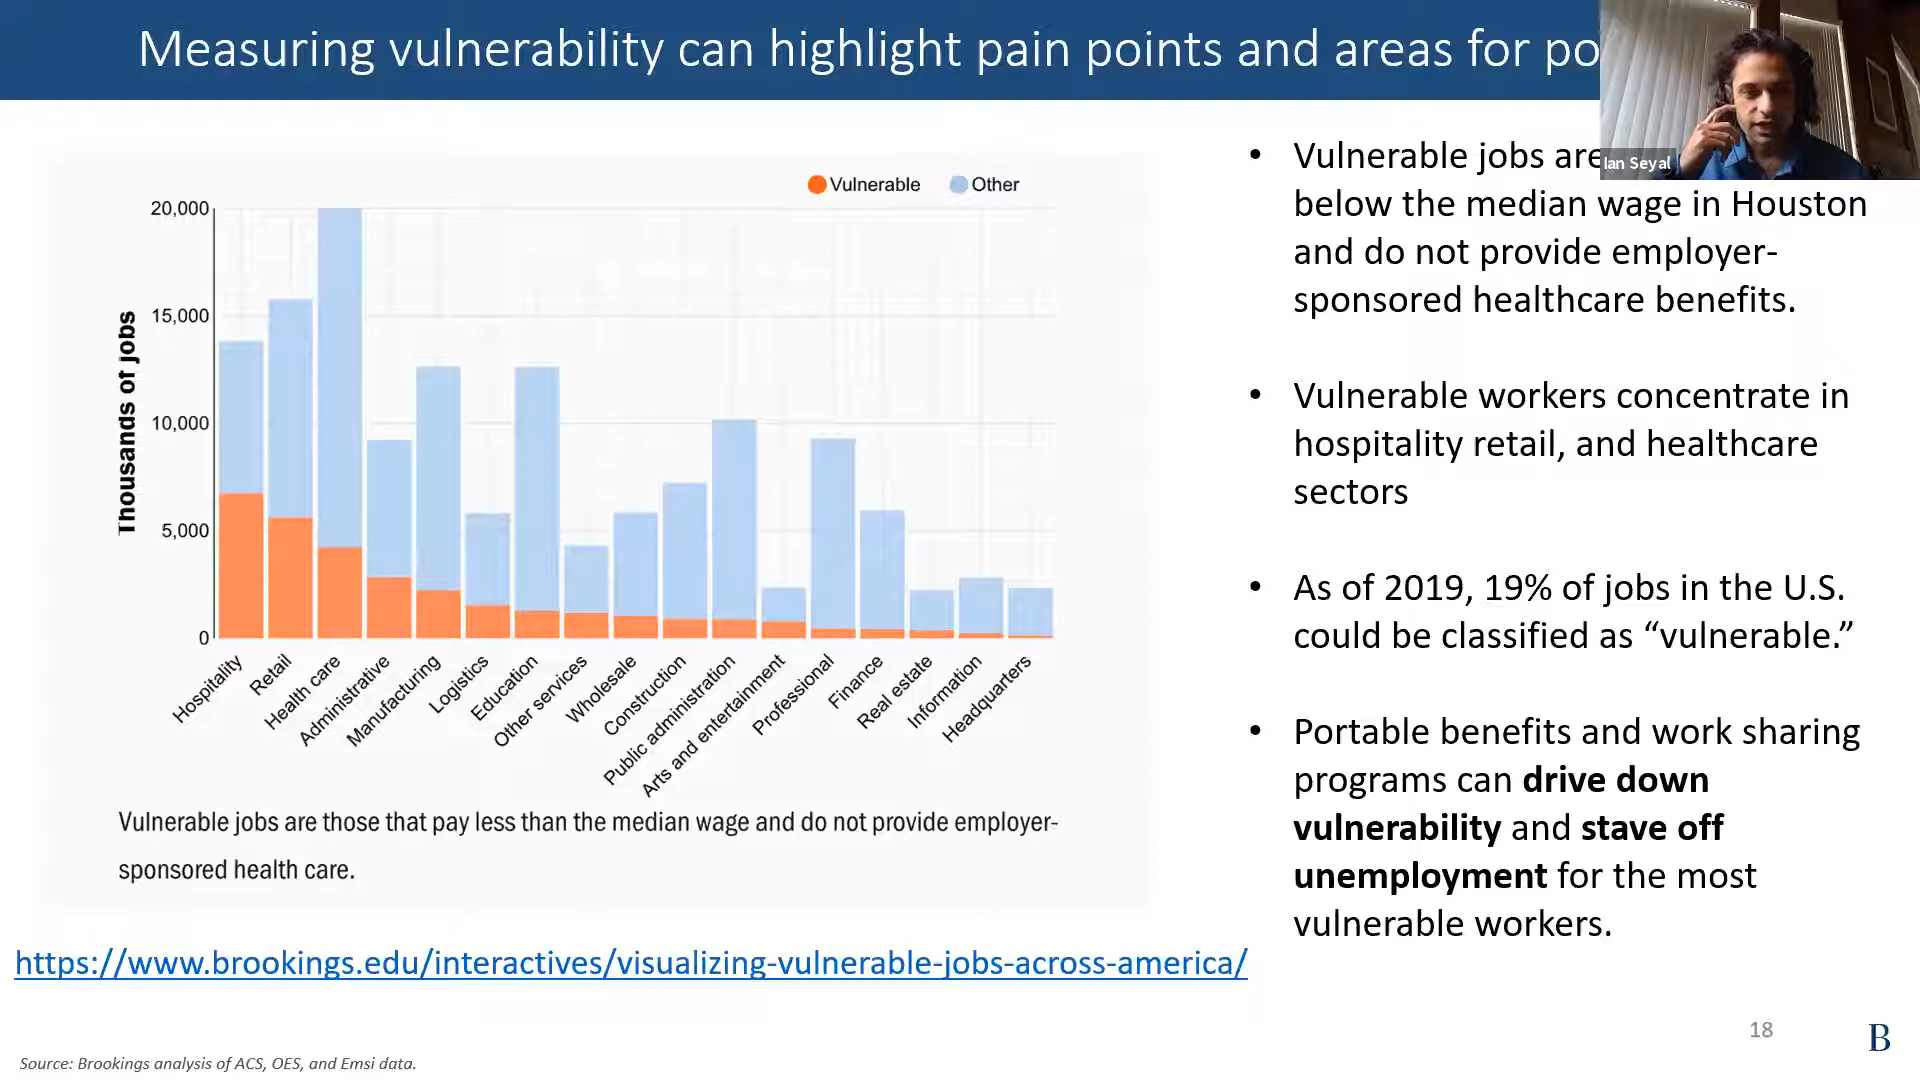 Measuring vulnerability can highlight pain points and areas for po
Ian Seyal
Vulnerable
Other
20,000
15,000
10,000
5,000
0
Thousands of jobs
Hospitality
Retail
Health care
Administrative
Manufacturing
Logistics
Education
Other services
Wholesale
Construction
Public administration
Arts and entertainment
Professional
Finance
Real estate
Information
Headquarters
Vulnerable jobs are those that pay less than the median wage and do not provide employer-
sponsored health care.
https://www.brookings.edu/interactives/visualizing-vulnerable-jobs-across-america/
• Vulnerable jobs are
below the median wage in Houston
and do not provide employer-
sponsored healthcare benefits.
• Vulnerable workers concentrate in
hospitality retail, and healthcare
sectors
• As of 2019, 19% of jobs in the U.S.
could be classified as “vulnerable.”
• Portable benefits and work sharing
programs can drive down
vulnerability and stave off
unemployment for the most
vulnerable workers.
18
B
Source: Brookings analysis of ACS, OES, and Emsi data.